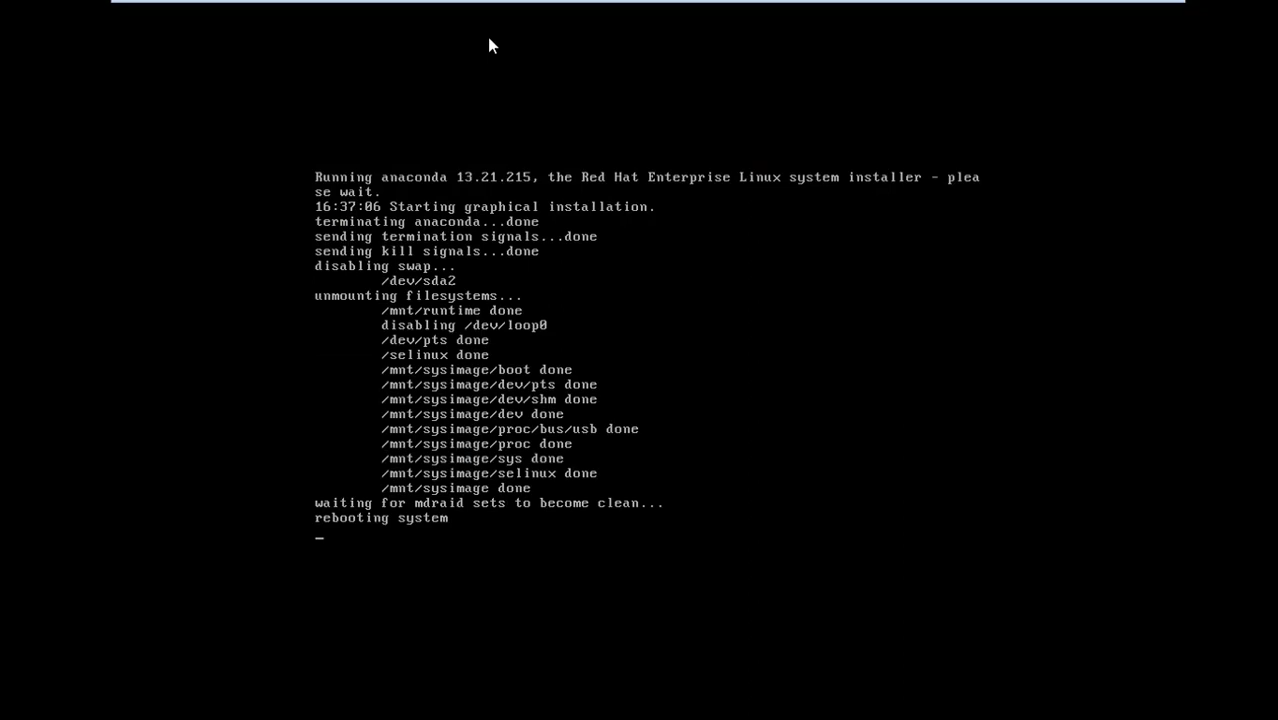 Running anaconda 13.21.215, the Red Hat Enterprise Linux system installer - plea
se wait.
16:37:06 Starting graphical installation.
terminating anaconda...done
sending termination signals...done
sending kill signals...done
disabling swap...
/dev/sda2
unmounting filesystems...
/mnt/runtime done
disabling /dev/loop0
/dev/pts done
/selinux done
/mnt/sysimage/boot done
/mnt/sysimage/dev/pts done
/mnt/sysimage/dev/shm done
/mnt/sysimage/dev done
/mnt/sysimage/proc/bus/usb done
/mnt/sysimage/proc done
/mnt/sysimage/sys done
/mnt/sysimage/selinux done
/mnt/sysimage done
waiting for mdraid sets to become clean...
rebooting system